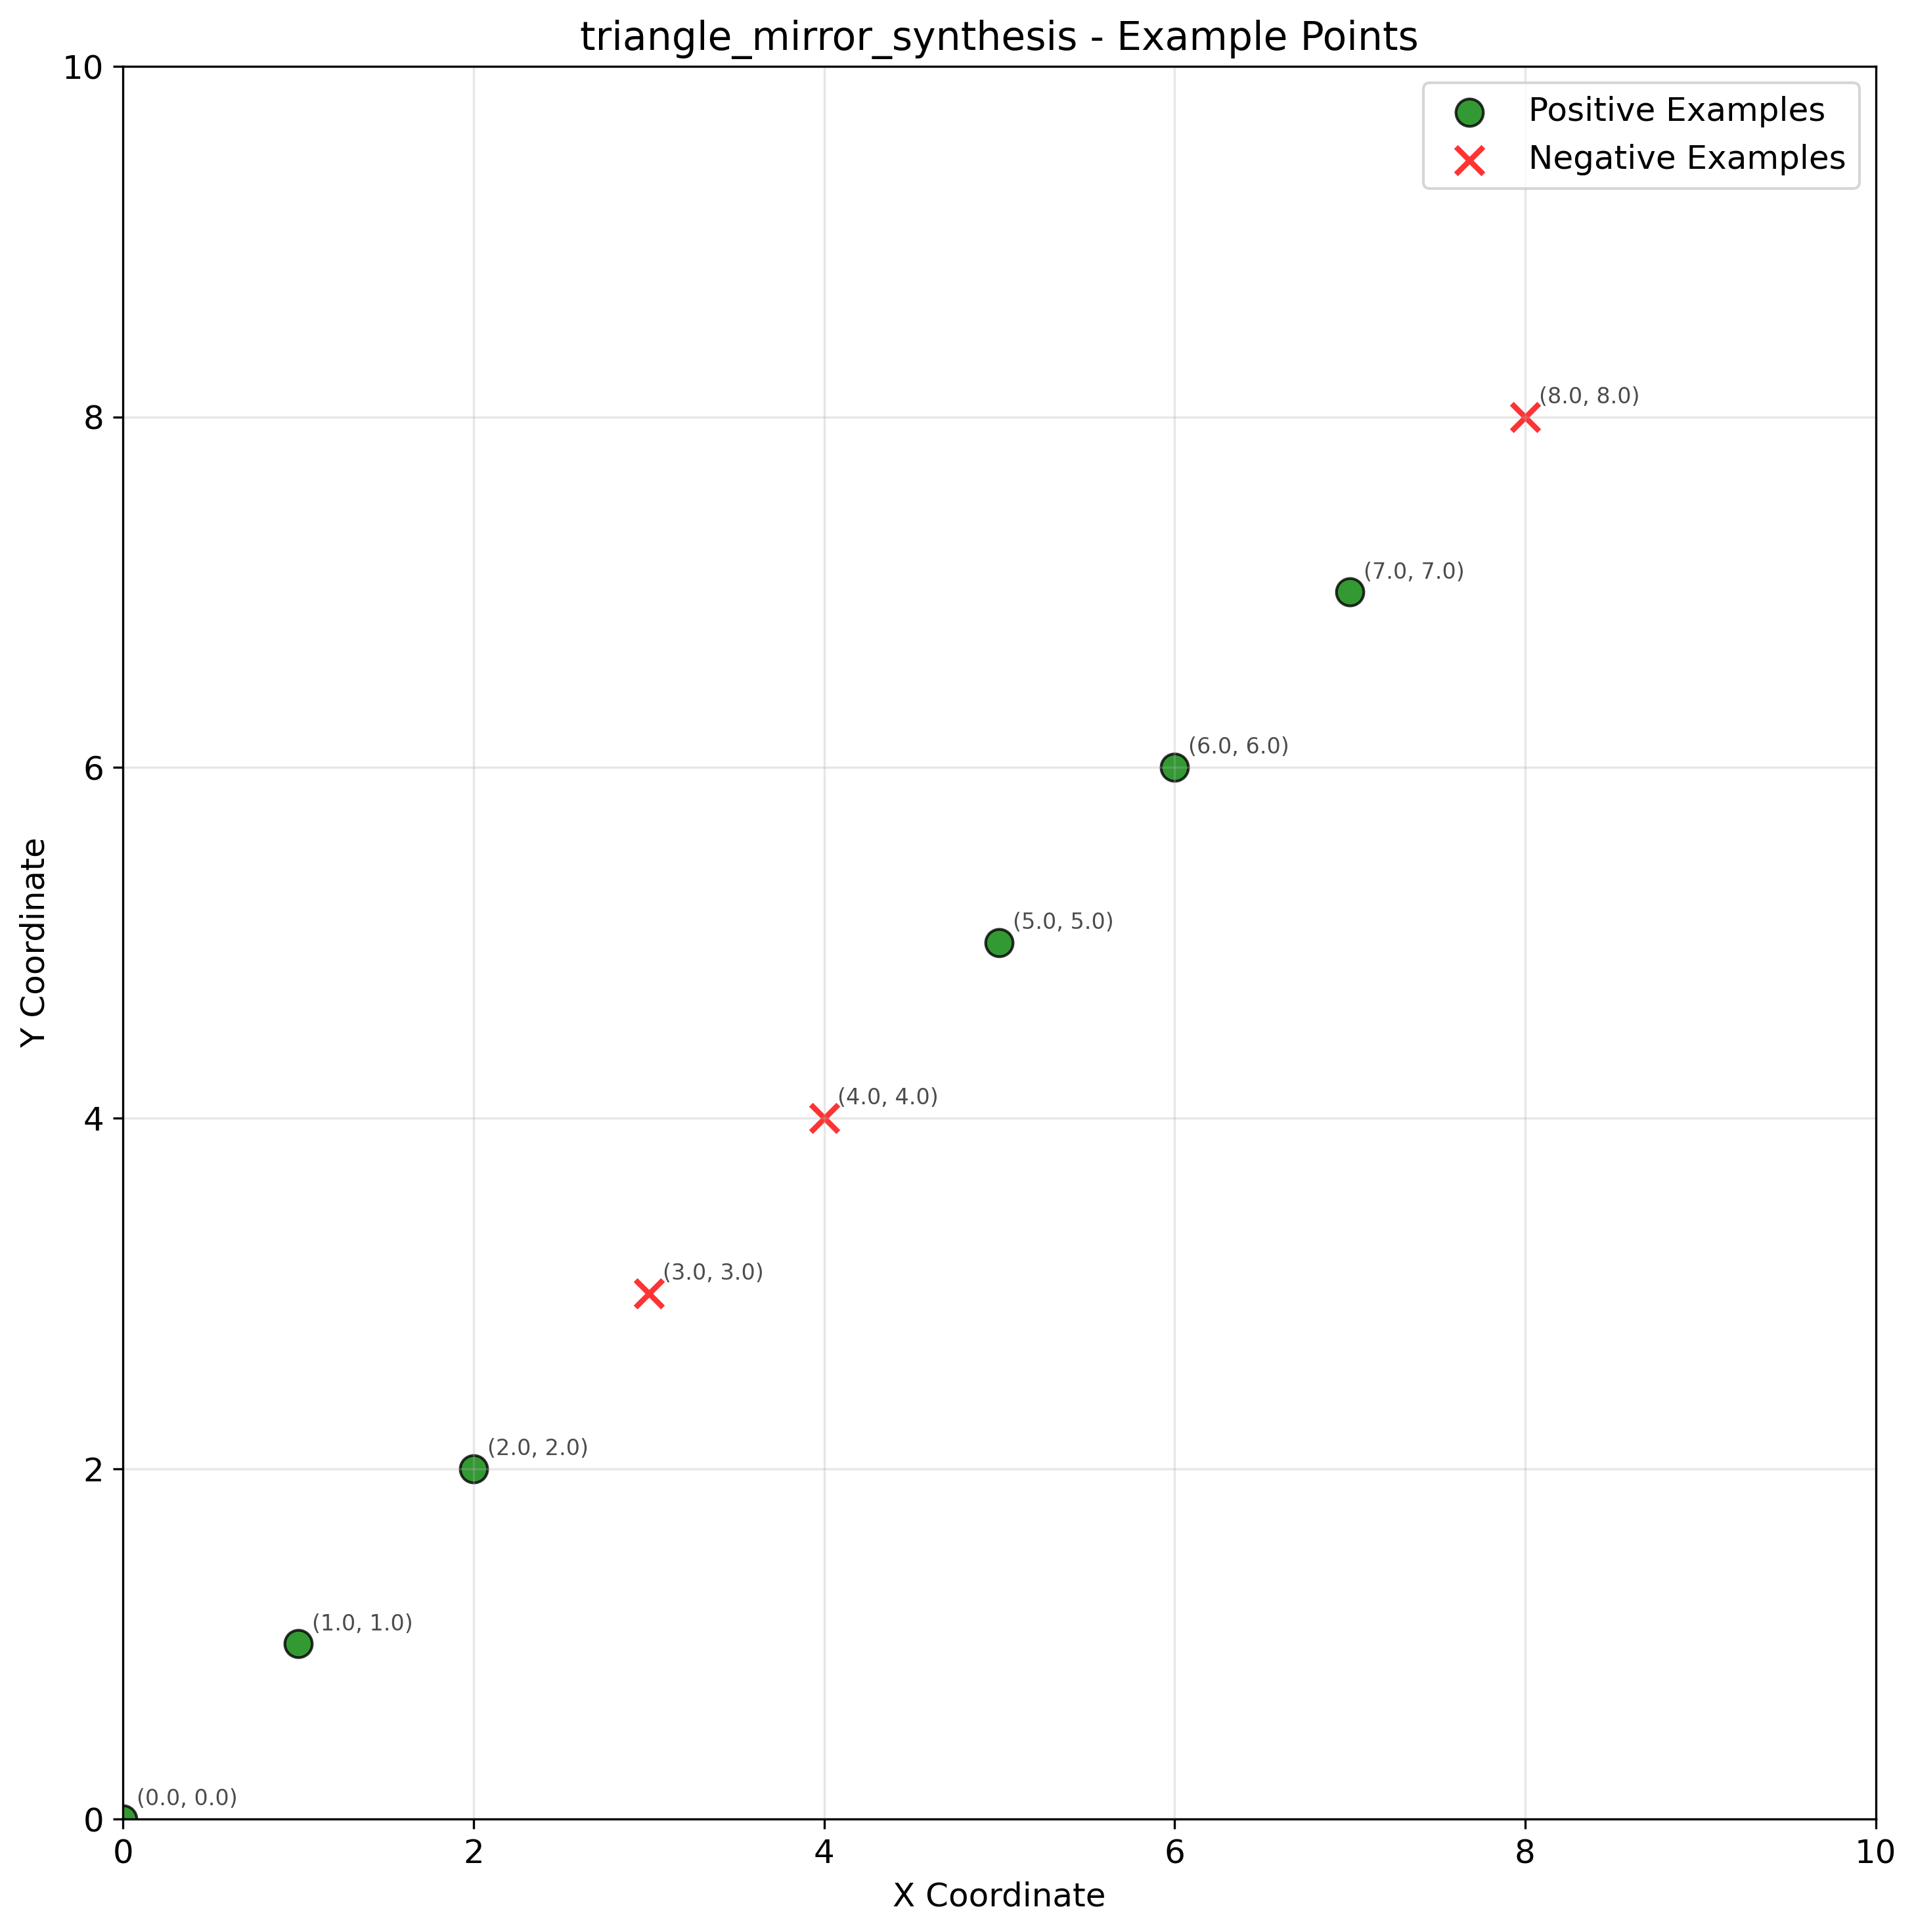 triangle_mirror_synthesis - Example Points
10
Positive Examples
Negative Examples
8
(8.0, 8.0)
(7.0, 7.0)
6
(6.0, 6.0)
(5.0, 5.0)
Y Coordinate
4
(4.0, 4.0)
(3.0, 3.0)
2
(2.0, 2.0)
(1.0, 1.0)
(0.0, 0.0)
0
0 2 4 6 8 10
X Coordinate